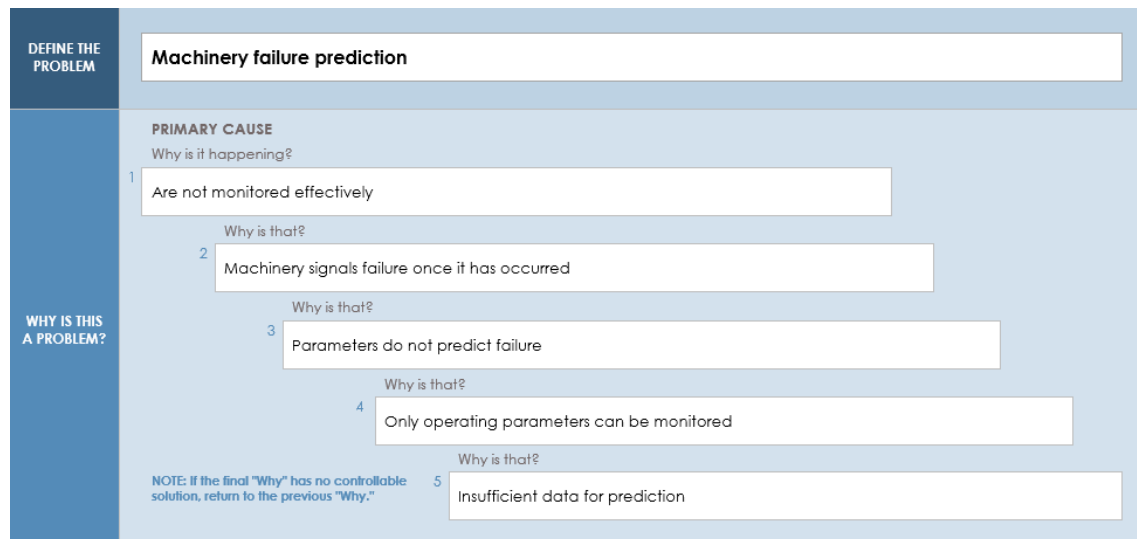 DEFINE THE
PROBLEM
Machinery failure prediction
WHY IS THIS
A PROBLEM?
PRIMARY CAUSE
Why is it happening?
1
Are not monitored effectively
Why is that?
2
Machinery signals failure once it has occurred
Why is that?
3
Parameters do not predict failure
Why is that?
4
Only operating parameters can be monitored
Why is that?
5
Insufficient data for prediction
NOTE: If the final "Why" has no controllable
solution, return to the previous "Why."